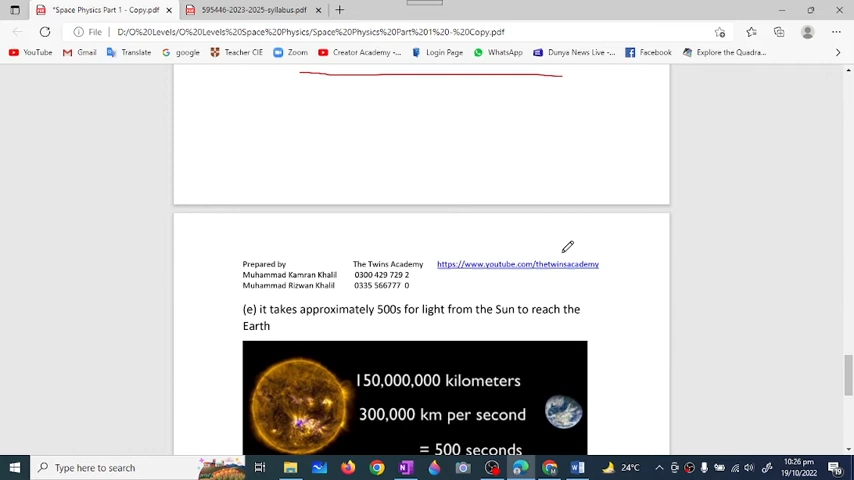 *Space Physics Part 1 - Copy.pdf
595446-2023-2025-syllabus.pdf
File
D:/O%20Levels/O%20Levels%20Space%20Physics/Space%20Physics%20Part%201%20-%20Copy.pdf
YouTube
Gmail
Translate
google
Teacher CIE
Zoom
Creator Academy -...
Login Page
WhatsApp
Dunya News Live -...
Facebook
Explore the Quadra...
Prepared by The Twins Academy https://www.youtube.com/thetwinsacademy
Muhammad Kamran Khalil 0300 429 729 2
Muhammad Rizwan Khalil 0335 566777 0
(e) it takes approximately 500s for light from the Sun to reach the
Earth
150,000,000 kilometers
300,000 km per second
= 500 seconds
Type here to search
24°C
10:26 pm
19/10/2022